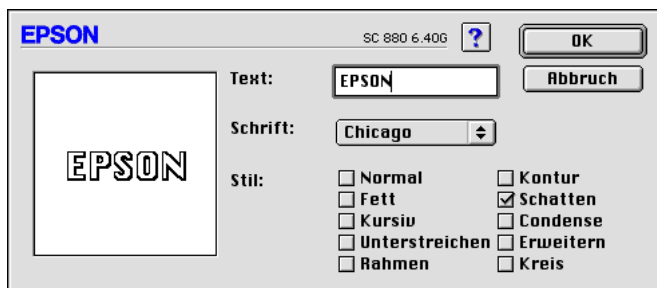 EPSON SC 880 6.40G ? OK
Text: EPSON Abbruch
Schrift: Chicago
EPSON
Stil: Normal Kontur
Fett Schatten
Kursiv Condense
Unterstreichen Erweitern
Rahmen Kreis